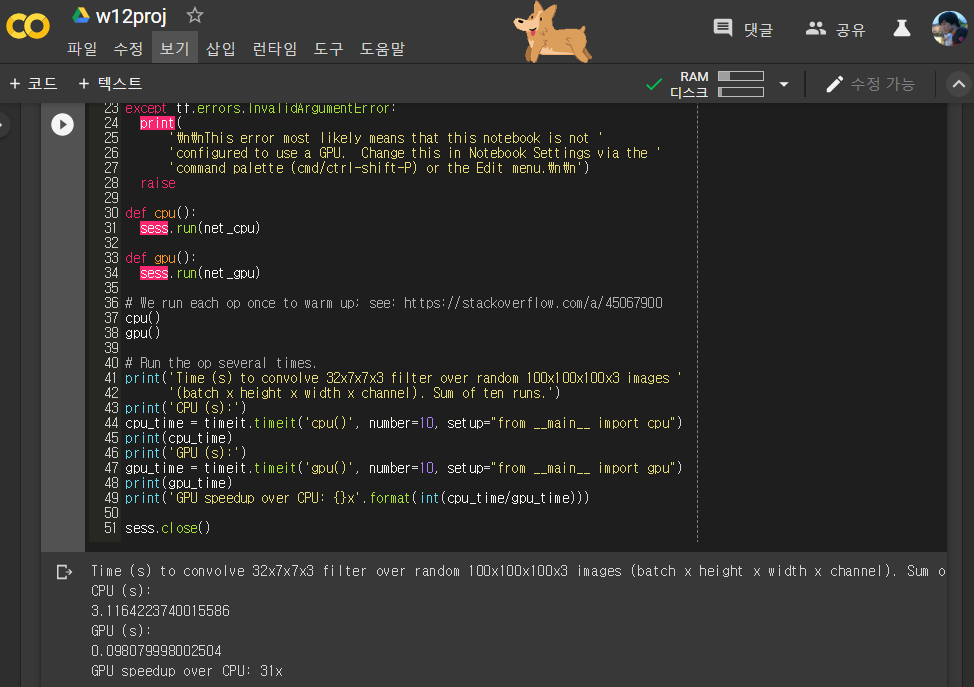 w12proj
댓글
공유
파일 수정 보기 삽입 런타임 도구 도움말
+ 코드 + 텍스트
RAM
디스크
수정 가능
23 except tf.errors.InvalidArgumentError:
24 print(
25 '₩n₩nThis error most likely means that this notebook is not '
26 'configured to use a GPU.  Change this in Notebook Settings via the '
27 'command palette (cmd/ctrl-shift-P) or the Edit menu.₩n₩n')
28 raise
29
30 def cpu():
31 sess.run(net_cpu)
32
33 def gpu():
34 sess.run(net_gpu)
35
36 # We run each op once to warm up; see: https://stackoverflow.com/a/45067900
37 cpu()
38 gpu()
39
40 # Run the op several times.
41 print('Time (s) to convolve 32x7x7x3 filter over random 100x100x100x3 images '
42 '(batch x height x width x channel). Sum of ten runs.')
43 print('CPU (s):')
44 cpu_time = timeit.timeit('cpu()', number=10, setup="from __main__ import cpu")
45 print(cpu_time)
46 print('GPU (s):')
47 gpu_time = timeit.timeit('gpu()', number=10, setup="from __main__ import gpu")
48 print(gpu_time)
49 print('GPU speedup over CPU: {}x'.format(int(cpu_time/gpu_time)))
50
51 sess.close()
Time (s) to convolve 32x7x7x3 filter over random 100x100x100x3 images (batch x height x width x channel). Sum o
CPU (s):
3.1164223740015586
GPU (s):
0.098079998002504
GPU speedup over CPU: 31x